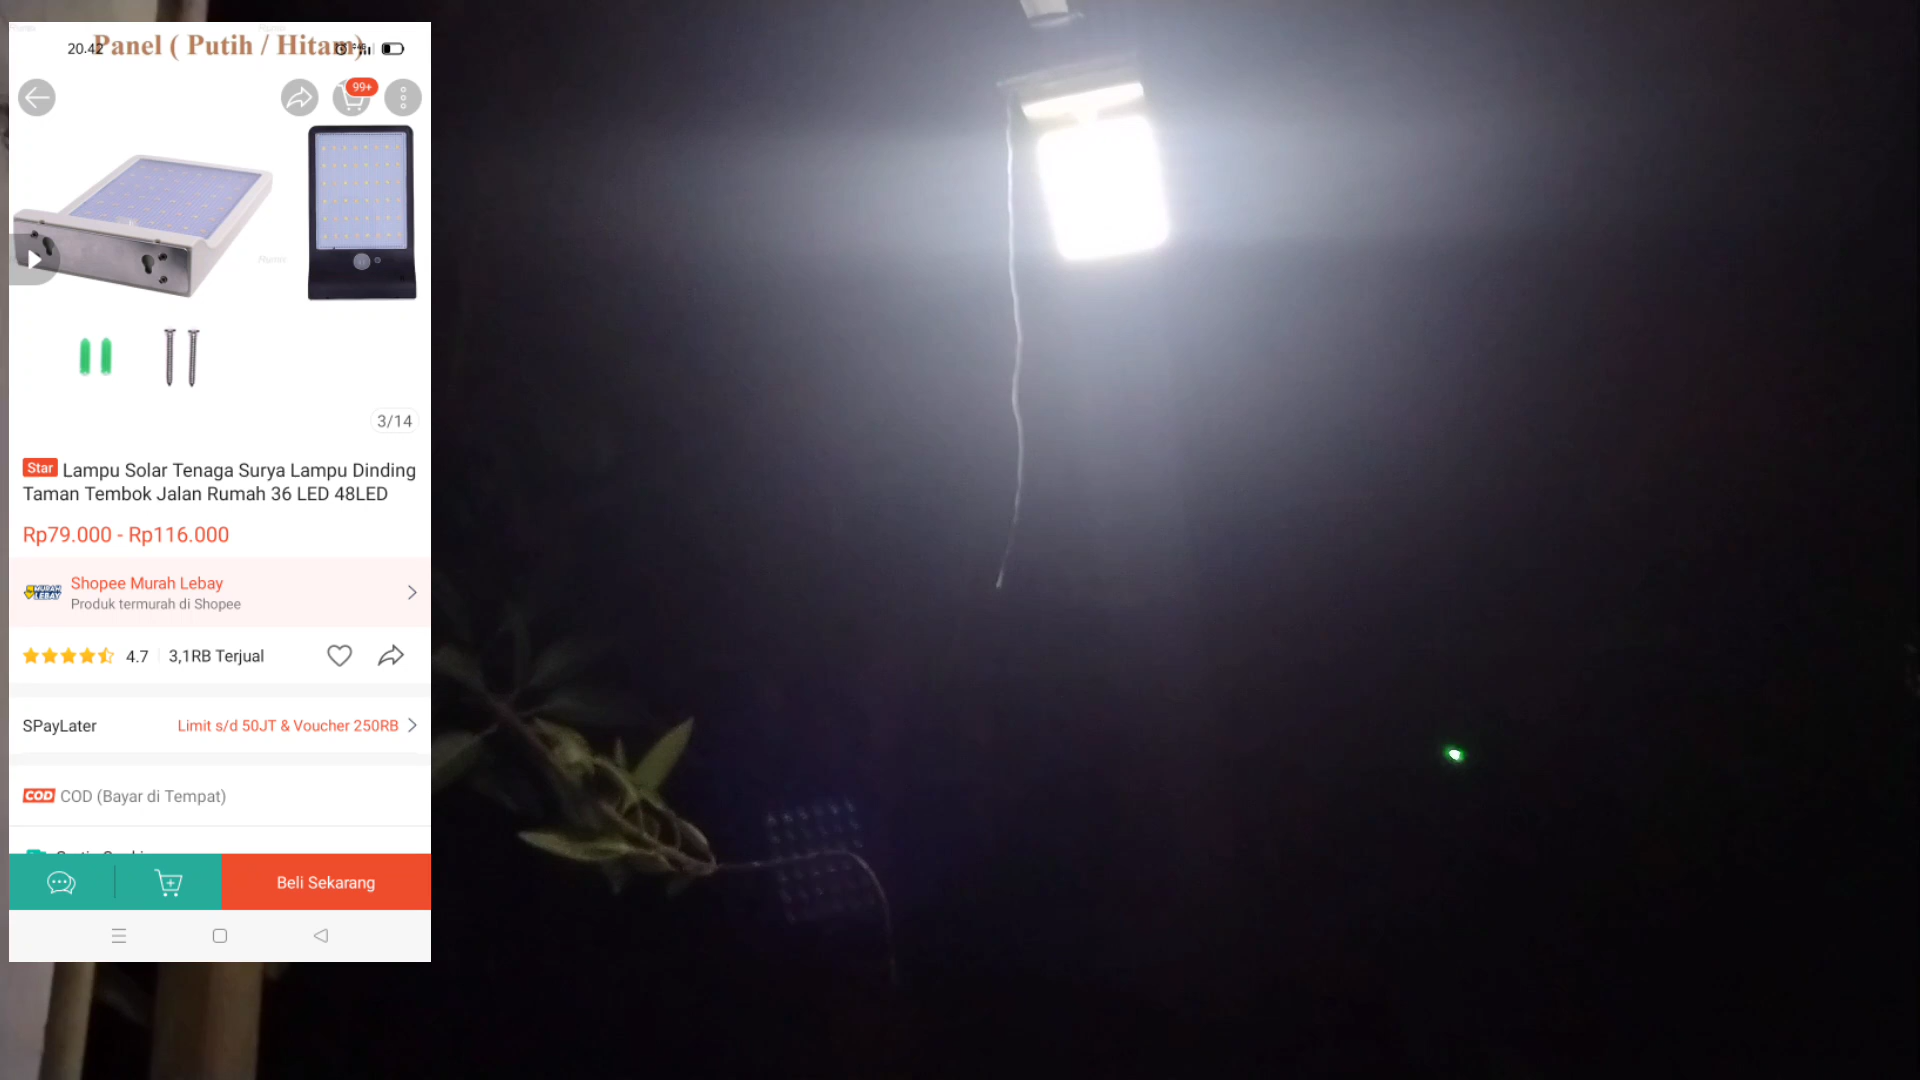 Panel ( Putih / Hitam)
20.42
99+
3/14
Star Lampu Solar Tenaga Surya Lampu Dinding
Taman Tembok Jalan Rumah 36 LED 48LED
Rp79.000 - Rp116.000
MURAH LEBAY
Shopee Murah Lebay
Produk termurah di Shopee
4.7 3,1RB Terjual
SPayLater Limit s/d 50JT & Voucher 250RB
COD COD (Bayar di Tempat)
Beli Sekarang